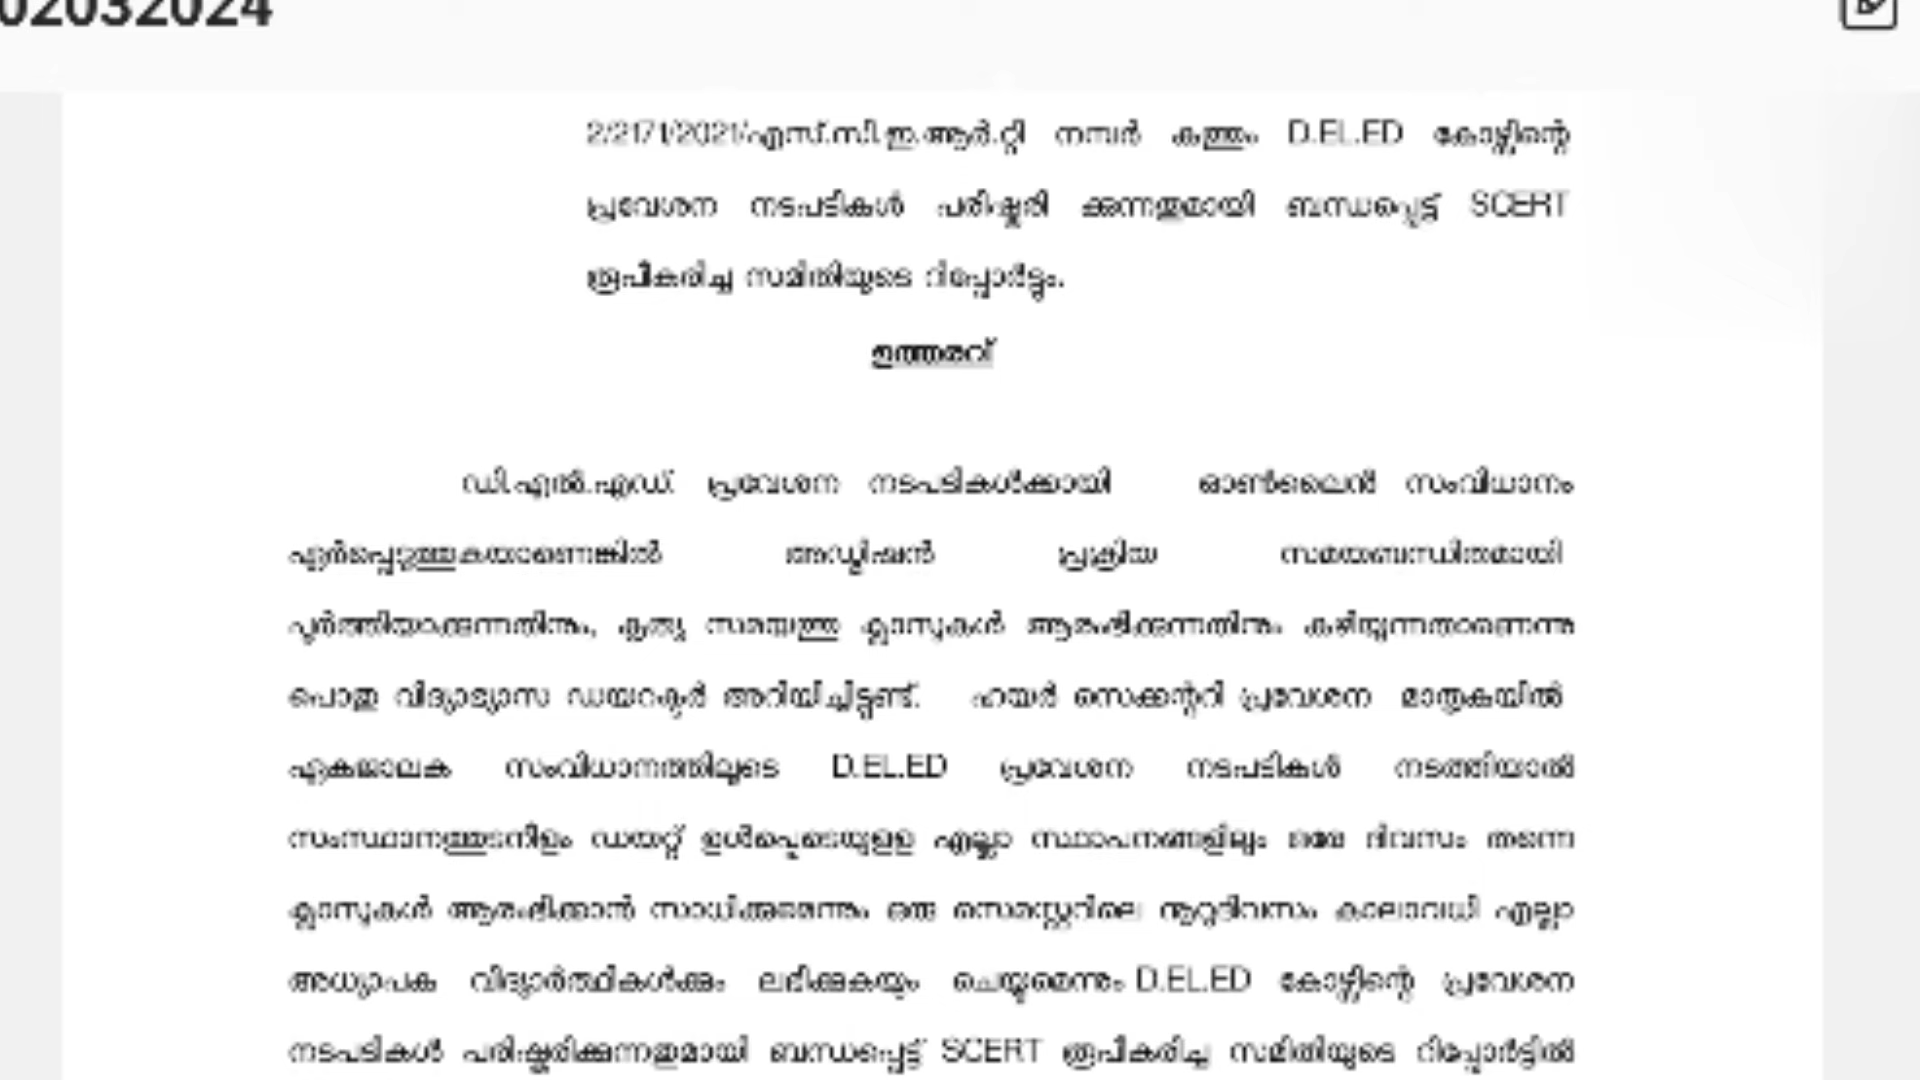 02032024
2/2171/2021/എസ്.സി.ഇ.ആർ.റ്റി നമ്പർ കത്തും D.EL.ED കോഴ്സിന്റെ
പ്രവേശന നടപടികൾ പരിഷ്കരി ക്കുന്നതുമായി ബന്ധപ്പെട്ട് SCERT
രൂപീകരിച്ച സമിതിയുടെ റിപ്പോർട്ടും.
ഉത്തരവ്
ഡി.എൽ.എഡ്. പ്രവേശന നടപടികൾക്കായി ഓൺലൈൻ സംവിധാനം
ഏർപ്പെടുത്തുകയാണെങ്കിൽ അഡ്മിഷൻ പ്രക്രിയ സമയബന്ധിതമായി
പൂർത്തിയാക്കുന്നതിനും, കൃത്യ സമയത്തു ക്ലാസുകൾ ആരംഭിക്കുന്നതിനും കഴിയുന്നതാണെന്നു
പൊതു വിദ്യാഭ്യാസ ഡയറക്ടർ അറിയിച്ചിട്ടുണ്ട്. ഹയർ സെക്കന്ററി പ്രവേശന മാതൃകയിൽ
ഏകജാലക സംവിധാനത്തിലൂടെ D.EL.ED പ്രവേശന നടപടികൾ നടത്തിയാൽ
സംസ്ഥാനത്തുടനീളം ഡയറ്റ് ഉൾപ്പെടെയുളള എല്ലാ സ്ഥാപനങ്ങളിലും ഒരേ ദിവസം തന്നെ
ക്ലാസുകൾ ആരംഭിക്കാൻ സാധിക്കുമെന്നും ഒരു സെമസ്റ്ററിലെ നൂറുദിവസം കാലാവധി എല്ലാ
അധ്യാപക വിദ്യാർത്ഥികൾക്കും ലഭിക്കുകയും ചെയ്യുമെന്നും D.EL.ED കോഴ്സിന്റെ പ്രവേശന
നടപടികൾ പരിഷ്കരിക്കുന്നതുമായി ബന്ധപ്പെട്ട് SCERT രൂപീകരിച്ച സമിതിയുടെ റിപ്പോർട്ടിൽ